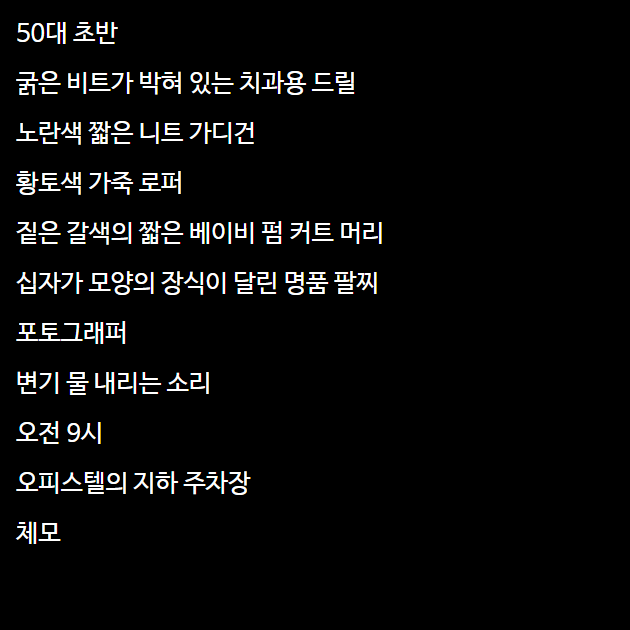 50대 초반
굵은 비트가 박혀 있는 치과용 드릴
노란색 짧은 니트 가디건
황토색 가죽 로퍼
짙은 갈색의 짧은 베이비 펌 커트 머리
십자가 모양의 장식이 달린 명품 팔찌
포토그래퍼
변기 물 내리는 소리
오전 9시
오피스텔의 지하 주차장
체모